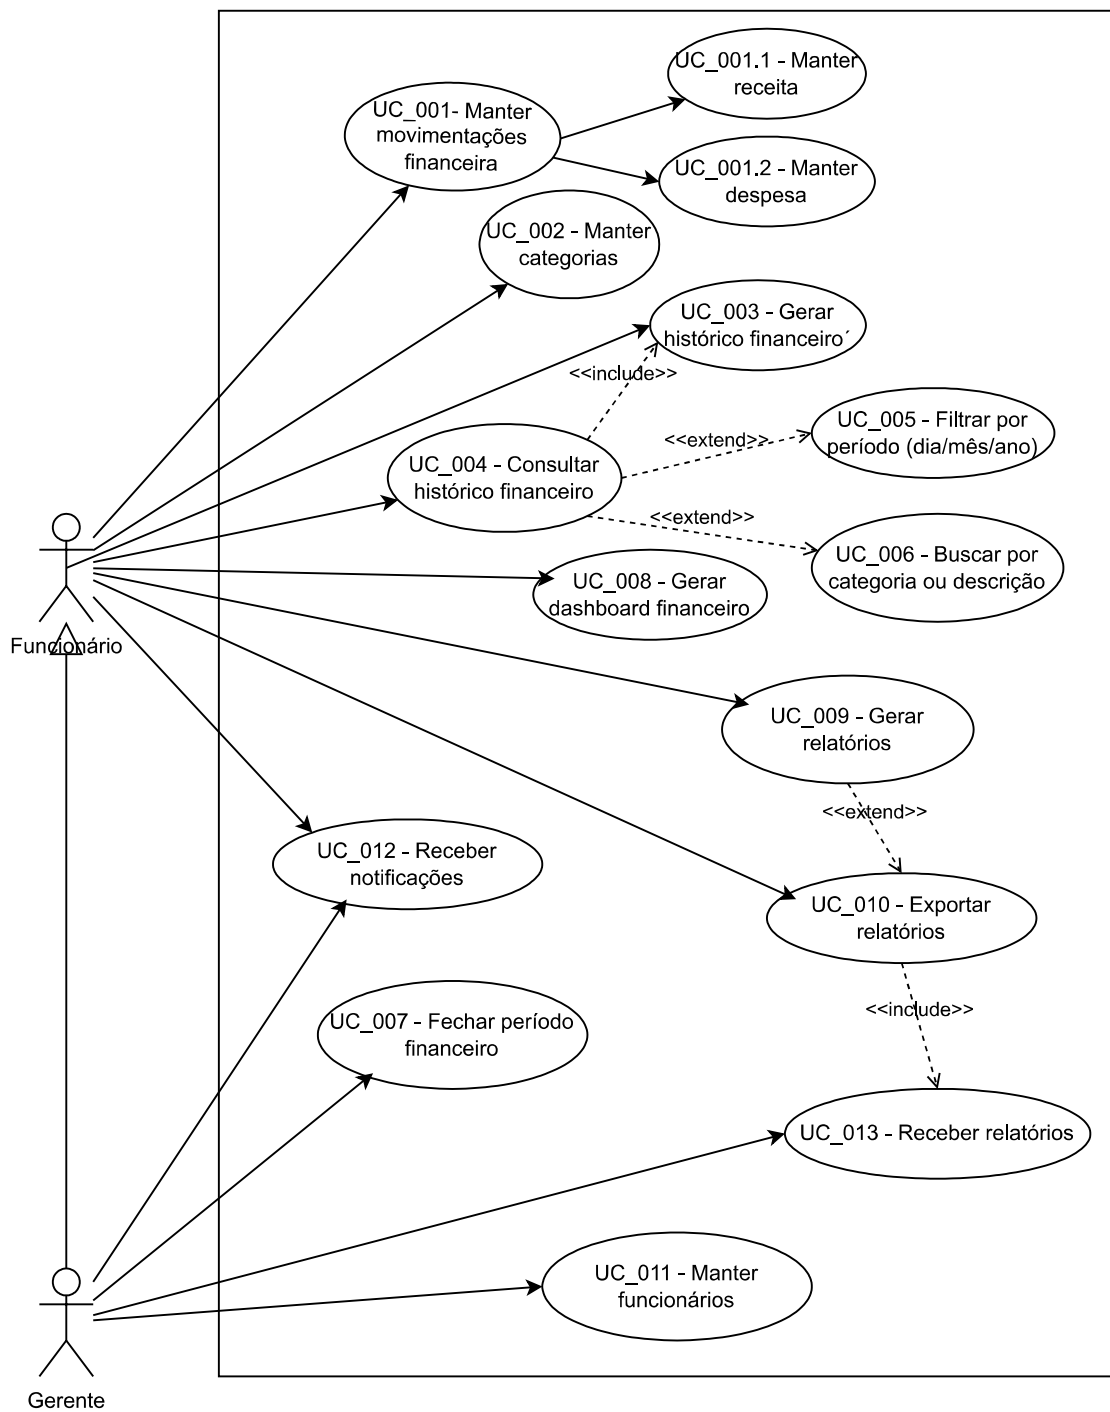 UC_001.1 - Manter
receita
UC_001- Manter
movimentações
financeira
UC_001.2 - Manter
despesa
UC_002 - Manter
categorias
UC_003 - Gerar
histórico financeiro´
<<include>>
UC_005 - Filtrar por
período (dia/mês/ano)
<<extend>>
UC_004 - Consultar
histórico financeiro
<<extend>>
UC_006 - Buscar por
categoria ou descrição
UC_008 - Gerar
dashboard financeiro
Funcionário
UC_009 - Gerar
relatórios
<<extend>>
UC_012 - Receber
notificações
UC_010 - Exportar
relatórios
<<include>>
UC_007 - Fechar período
financeiro
UC_013 - Receber relatórios
UC_011 - Manter
funcionários
Gerente